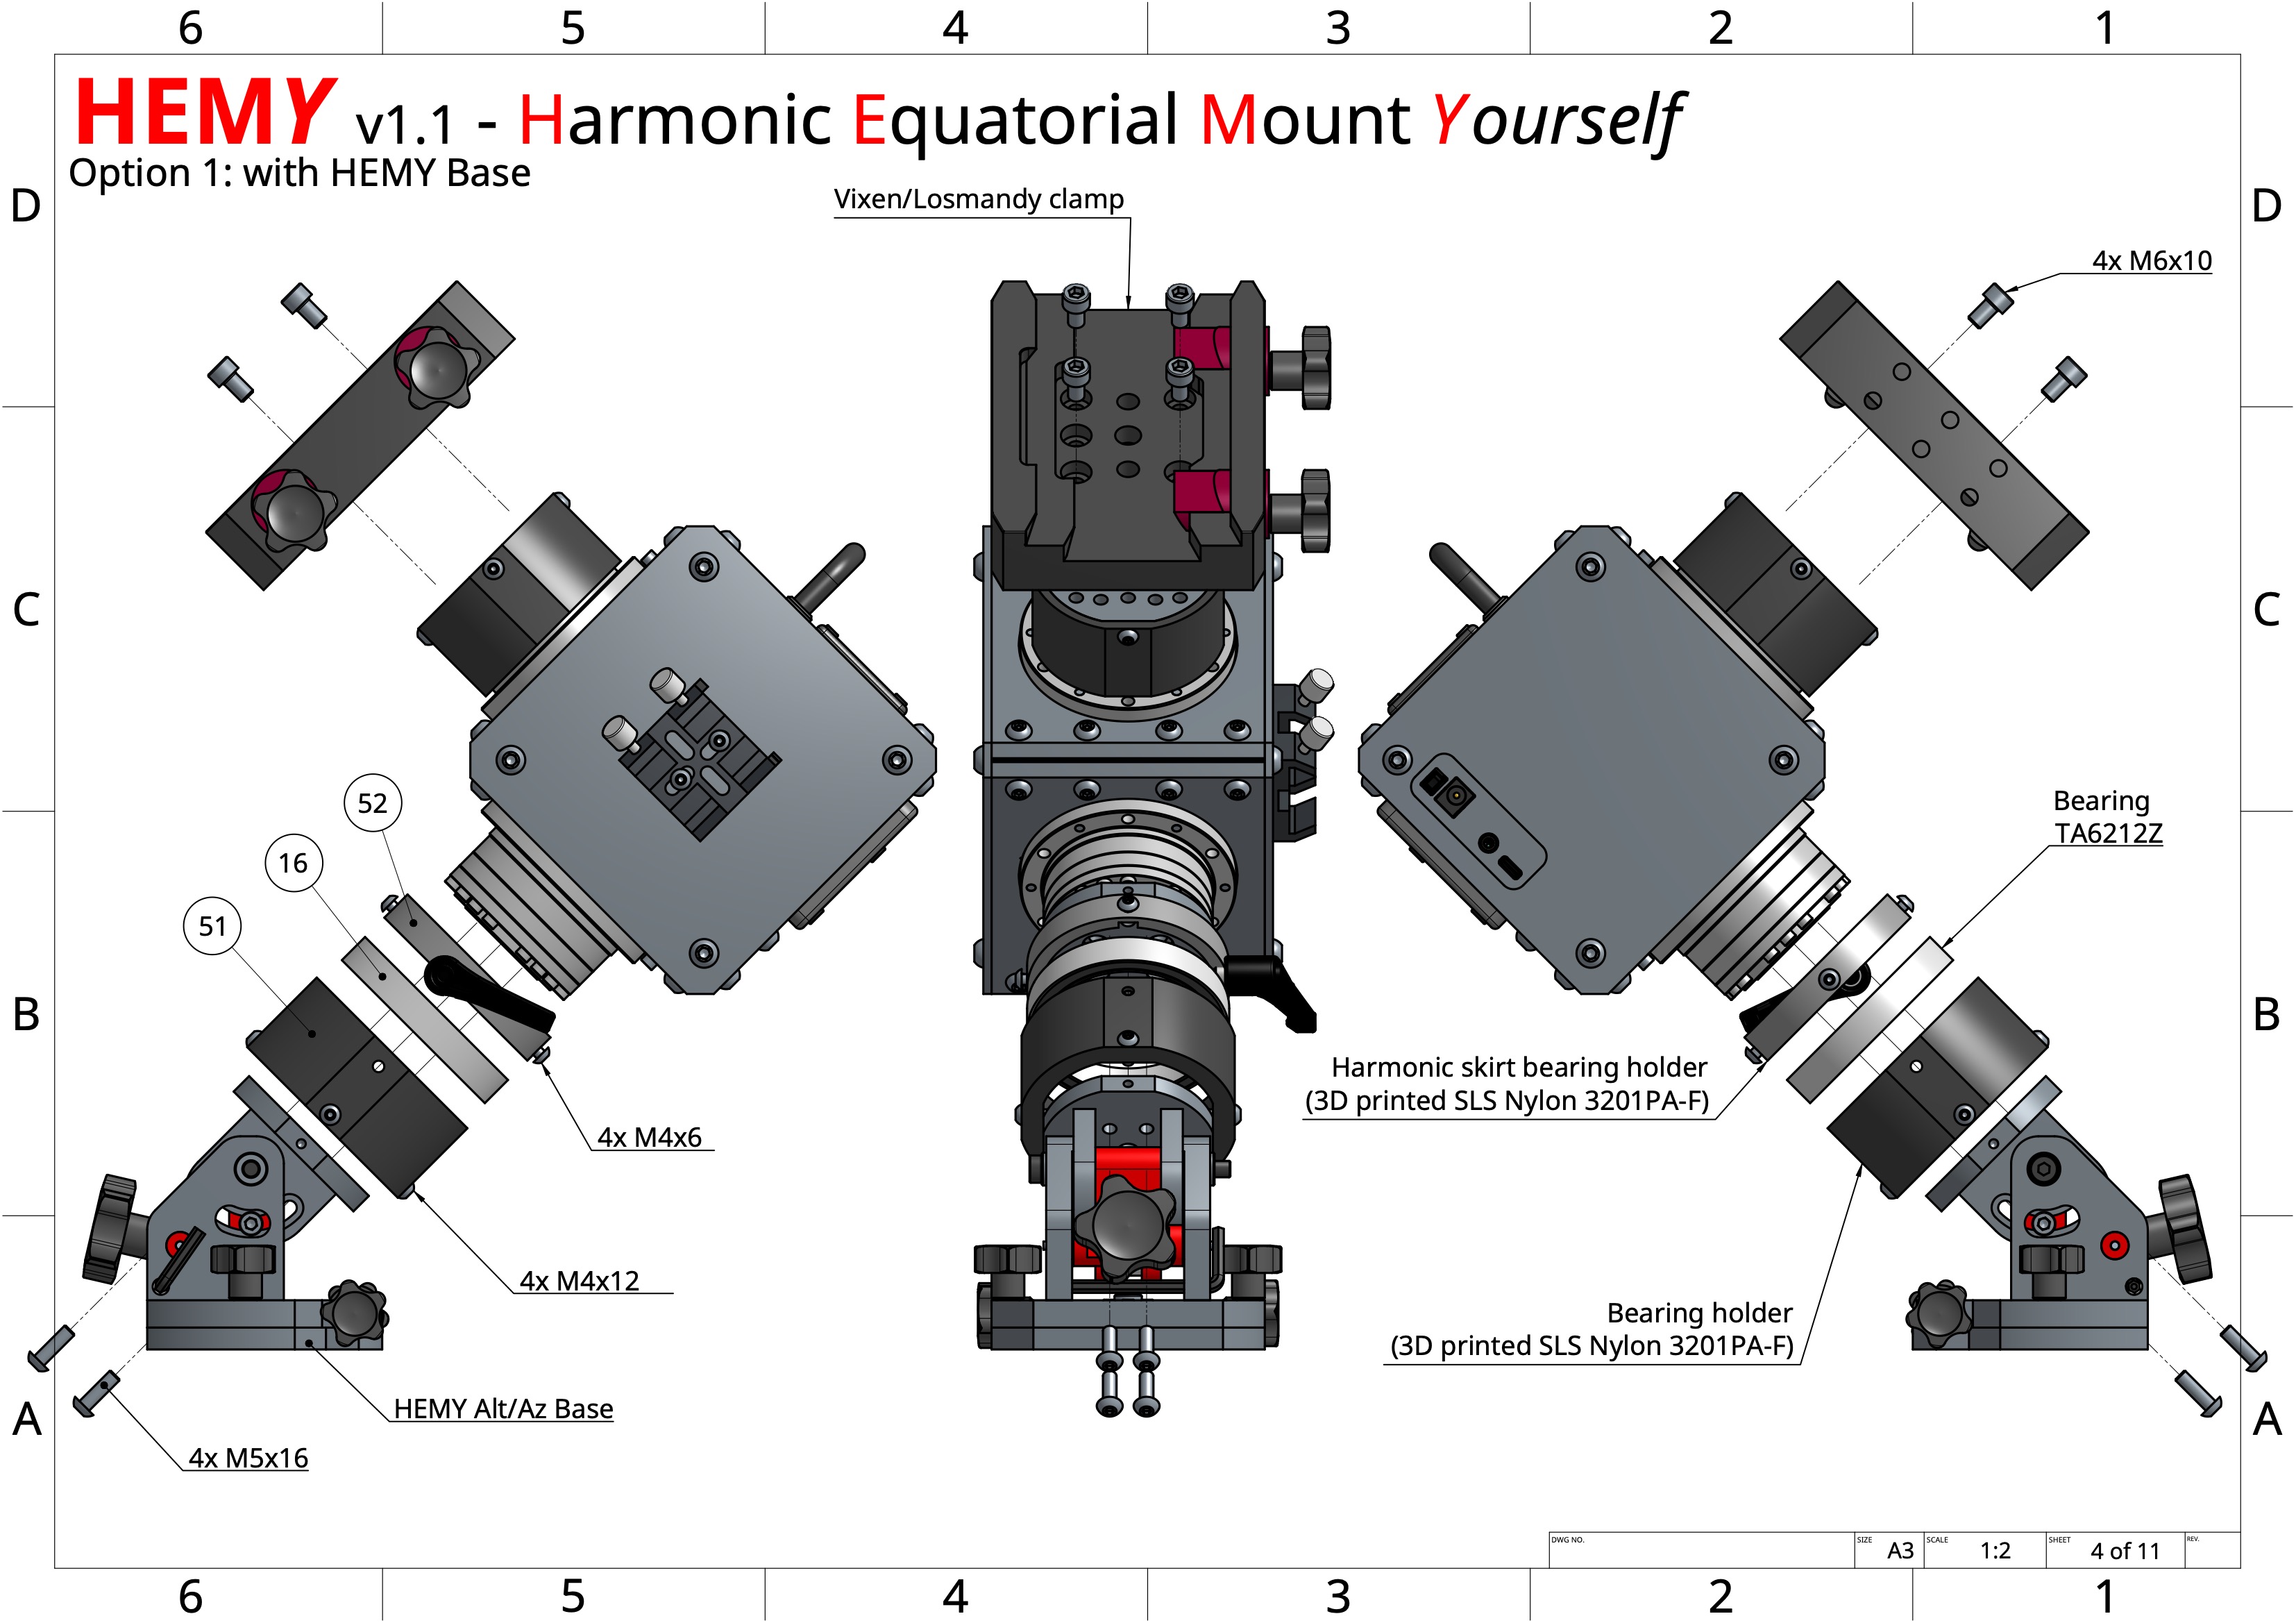 6 5 4 3 2 1
HEMY v1.1 - Harmonic Equatorial Mount Yourself
Option 1: with HEMY Base
D D
Vixen/Losmandy clamp
4x M6x10
C C
52
16
51
Bearing
TA6212Z
B B
Harmonic skirt bearing holder
(3D printed SLS Nylon 3201PA-F)
4x M4x6
4x M4x12
Bearing holder
(3D printed SLS Nylon 3201PA-F)
HEMY Alt/Az Base
A A
4x M5x16
DWG NO. SIZE A3 SCALE 1:2 SHEET 4 of 11 REV.
6 5 4 3 2 1